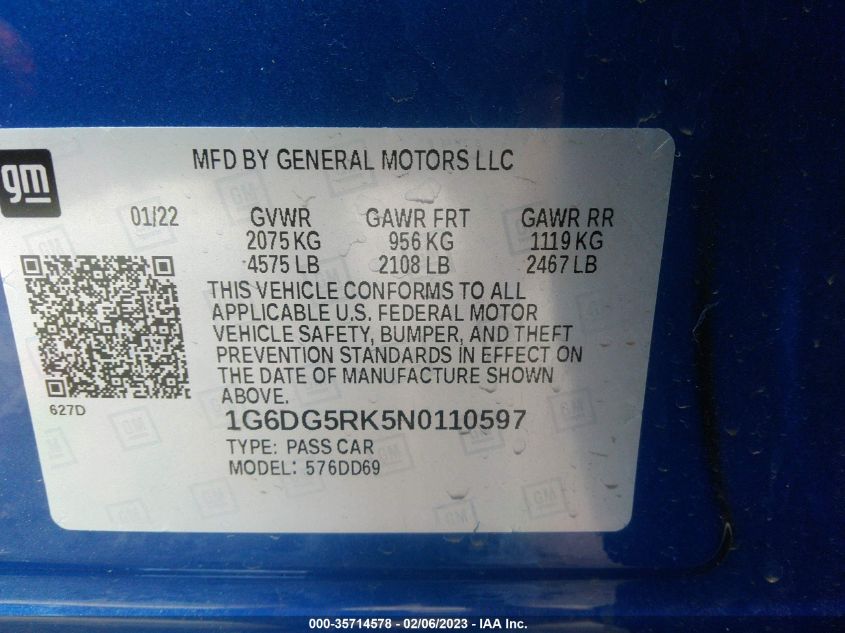 MFD BY GENERAL MOTORS LLC
gm
01/22 GVWR GAWR FRT GAWR RR
2075 KG 956 KG 1119 KG
4575 LB 2108 LB 2467 LB
THIS VEHICLE CONFORMS TO ALL
APPLICABLE U.S. FEDERAL MOTOR
VEHICLE SAFETY, BUMPER, AND THEFT
PREVENTION STANDARDS IN EFFECT ON
THE DATE OF MANUFACTURE SHOWN
ABOVE.
627D
1G6DG5RK5N0110597
TYPE: PASS CAR
MODEL: 576DD69
000-35714578 - 02/06/2023 - IAA Inc.